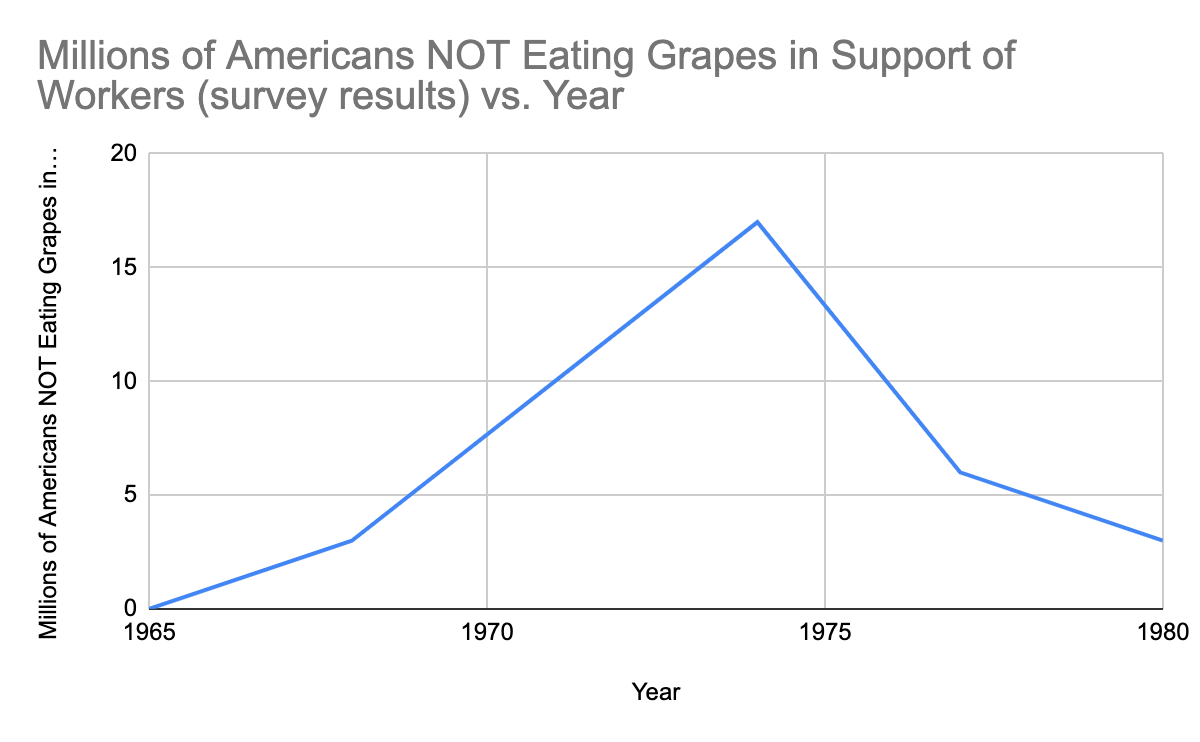 Millions of Americans NOT Eating Grapes in Support of
Workers (survey results) vs. Year
Millions of Americans NOT Eating Grapes in…
20
15
10
5
0
1965
1970
1975
1980
Year